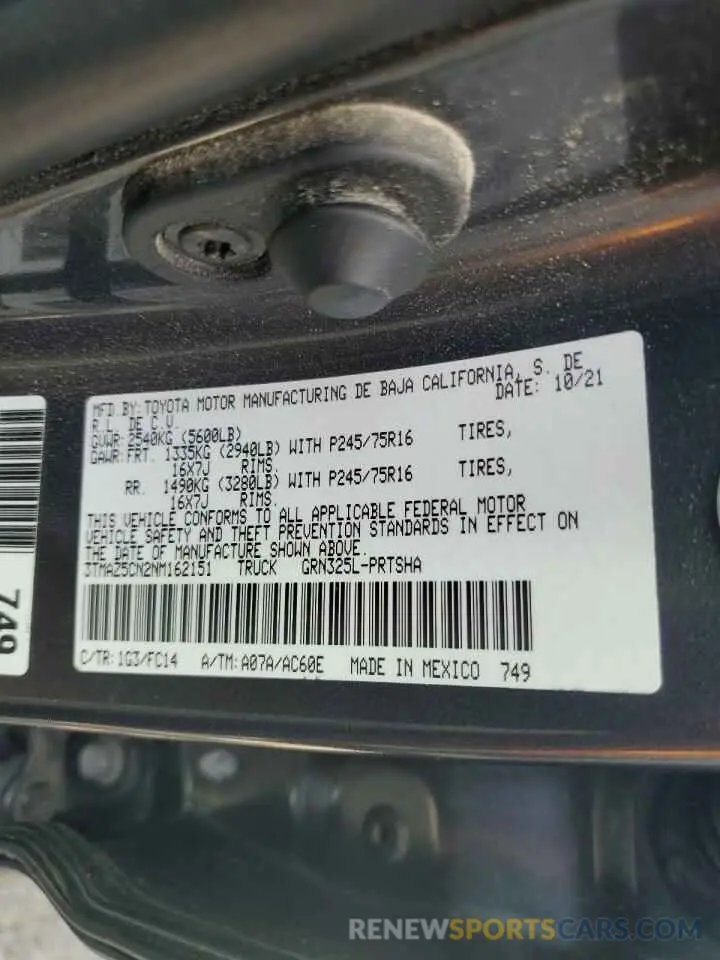 MFD.BY:TOYOTA MOTOR MANUFACTURING DE BAJA CALIFORNIA, S. DE
R.L. DE C.V. DATE: 10/21
GVWR:2540KG (5600LB)
GAWR:FRT. 1335KG (2940LB) WITH P245/75R16 TIRES,
16X7J RIMS.
RR. 1490KG (3280LB) WITH P245/75R16 TIRES,
16X7J RIMS.
THIS VEHICLE CONFORMS TO ALL APPLICABLE FEDERAL MOTOR
VEHICLE SAFETY AND THEFT PREVENTION STANDARDS IN EFFECT ON
THE DATE OF MANUFACTURE SHOWN ABOVE.
3TMAZ5CN2NM162151 TRUCK GRN325L-PRTSHA
C/TR:1G3/FC14 A/TM:A07A/AC60E MADE IN MEXICO 749
749
RENEWSPORTSCARS.COM